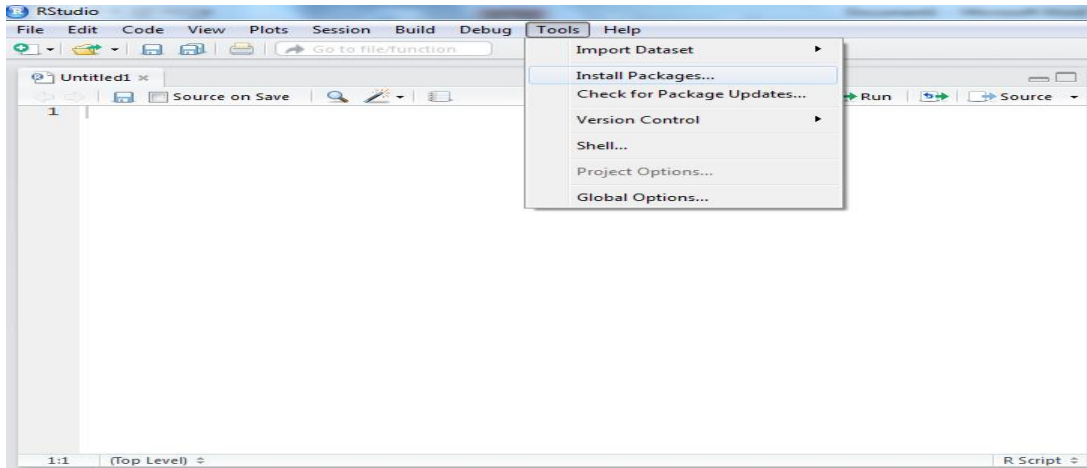 RStudio
File Edit Code View Plots Session Build Debug Tools Help
Go to file/function
Import Dataset
Install Packages...
Check for Package Updates...
Version Control
Shell...
Project Options...
Global Options...
Untitled1
Source on Save
Run
Source
1
1:1
(Top Level)
R Script